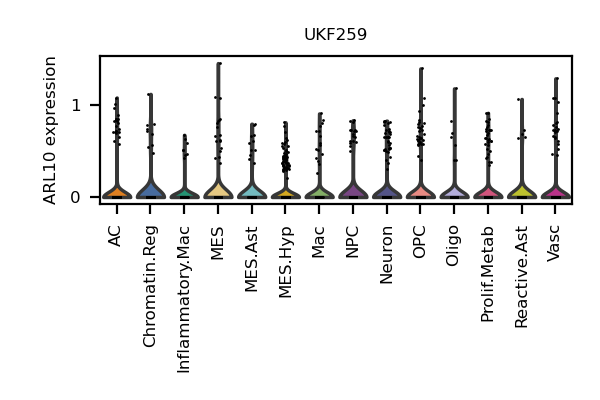 UKF259
ARL10 expression
1
0
AC
Chromatin.Reg
Inflammatory.Mac
MES
MES.Ast
MES.Hyp
Mac
NPC
Neuron
OPC
Oligo
Prolif.Metab
Reactive.Ast
Vasc